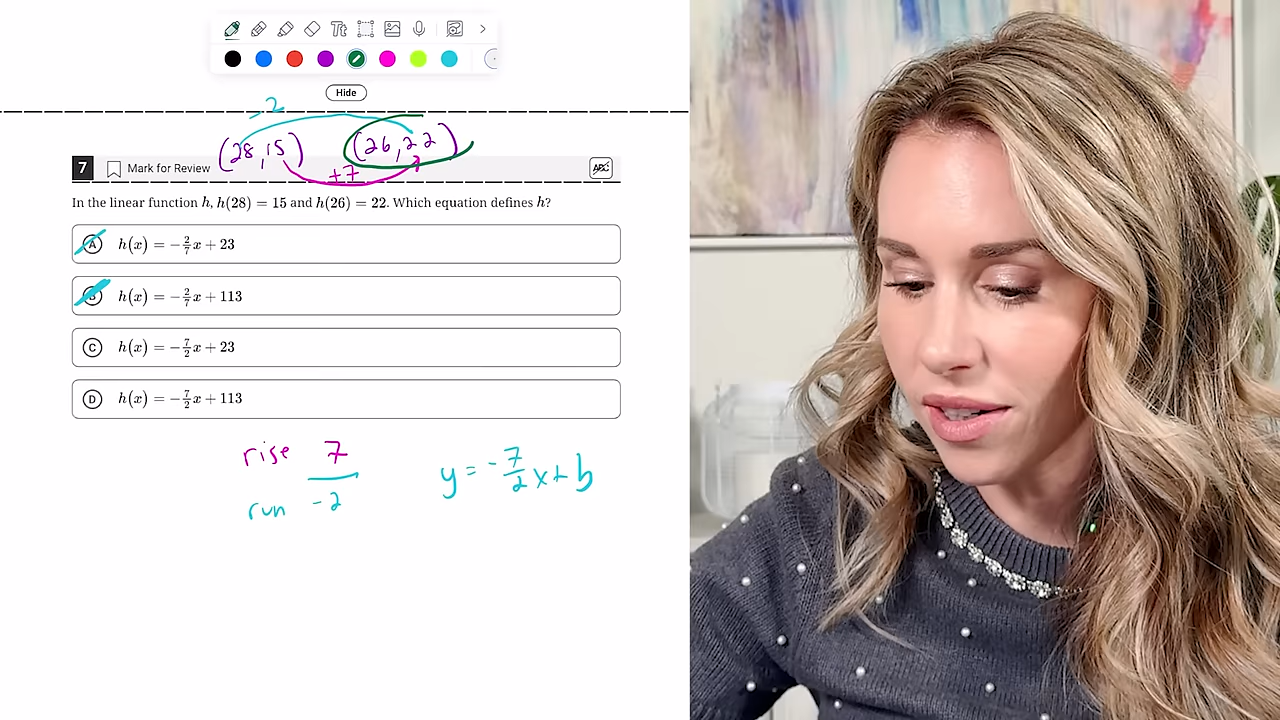 Tt
Hide
-2
(28,15) (26,22)
+7
7 Mark for Review ABC
In the linear function h, h(28) = 15 and h(26) = 22. Which equation defines h?
A h(x) = −2/7x + 23
B h(x) = −2/7x + 113
C h(x) = −7/2x + 23
D h(x) = −7/2x + 113
rise 7
run -2
y = -7/2x + b